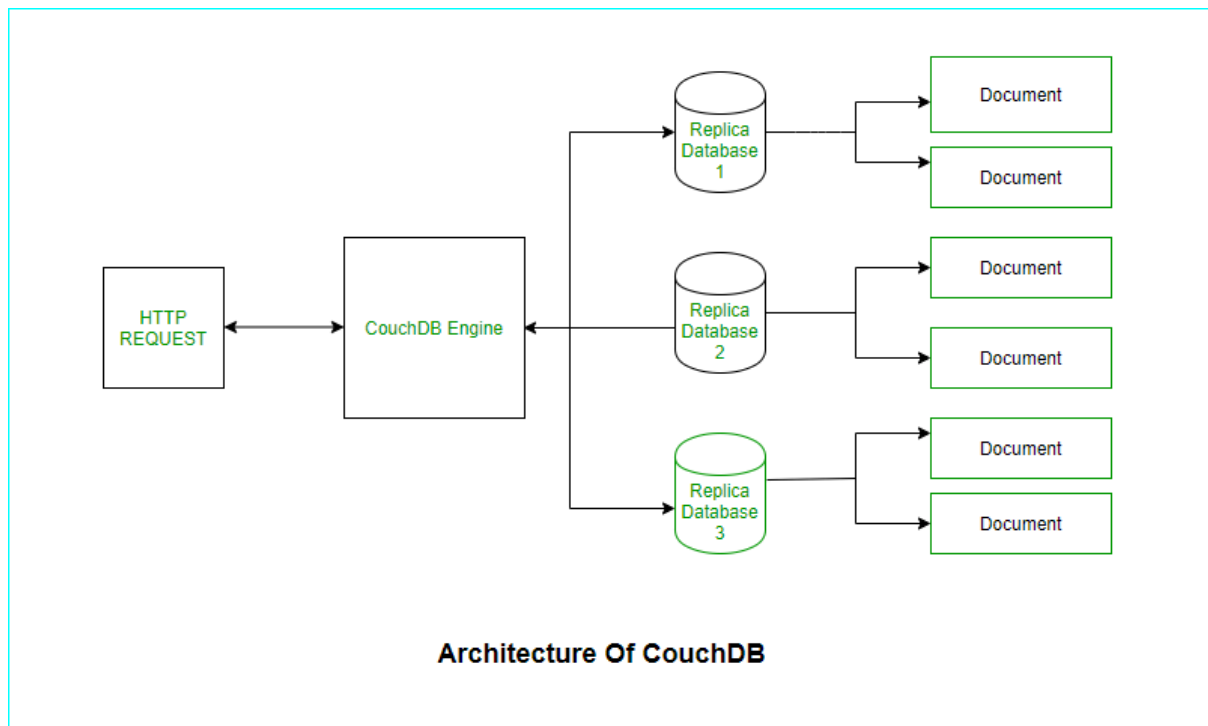 HTTP
REQUEST
CouchDB Engine
Replica
Database
1
Document
Document
Replica
Database
2
Document
Document
Replica
Database
3
Document
Document
Architecture Of CouchDB